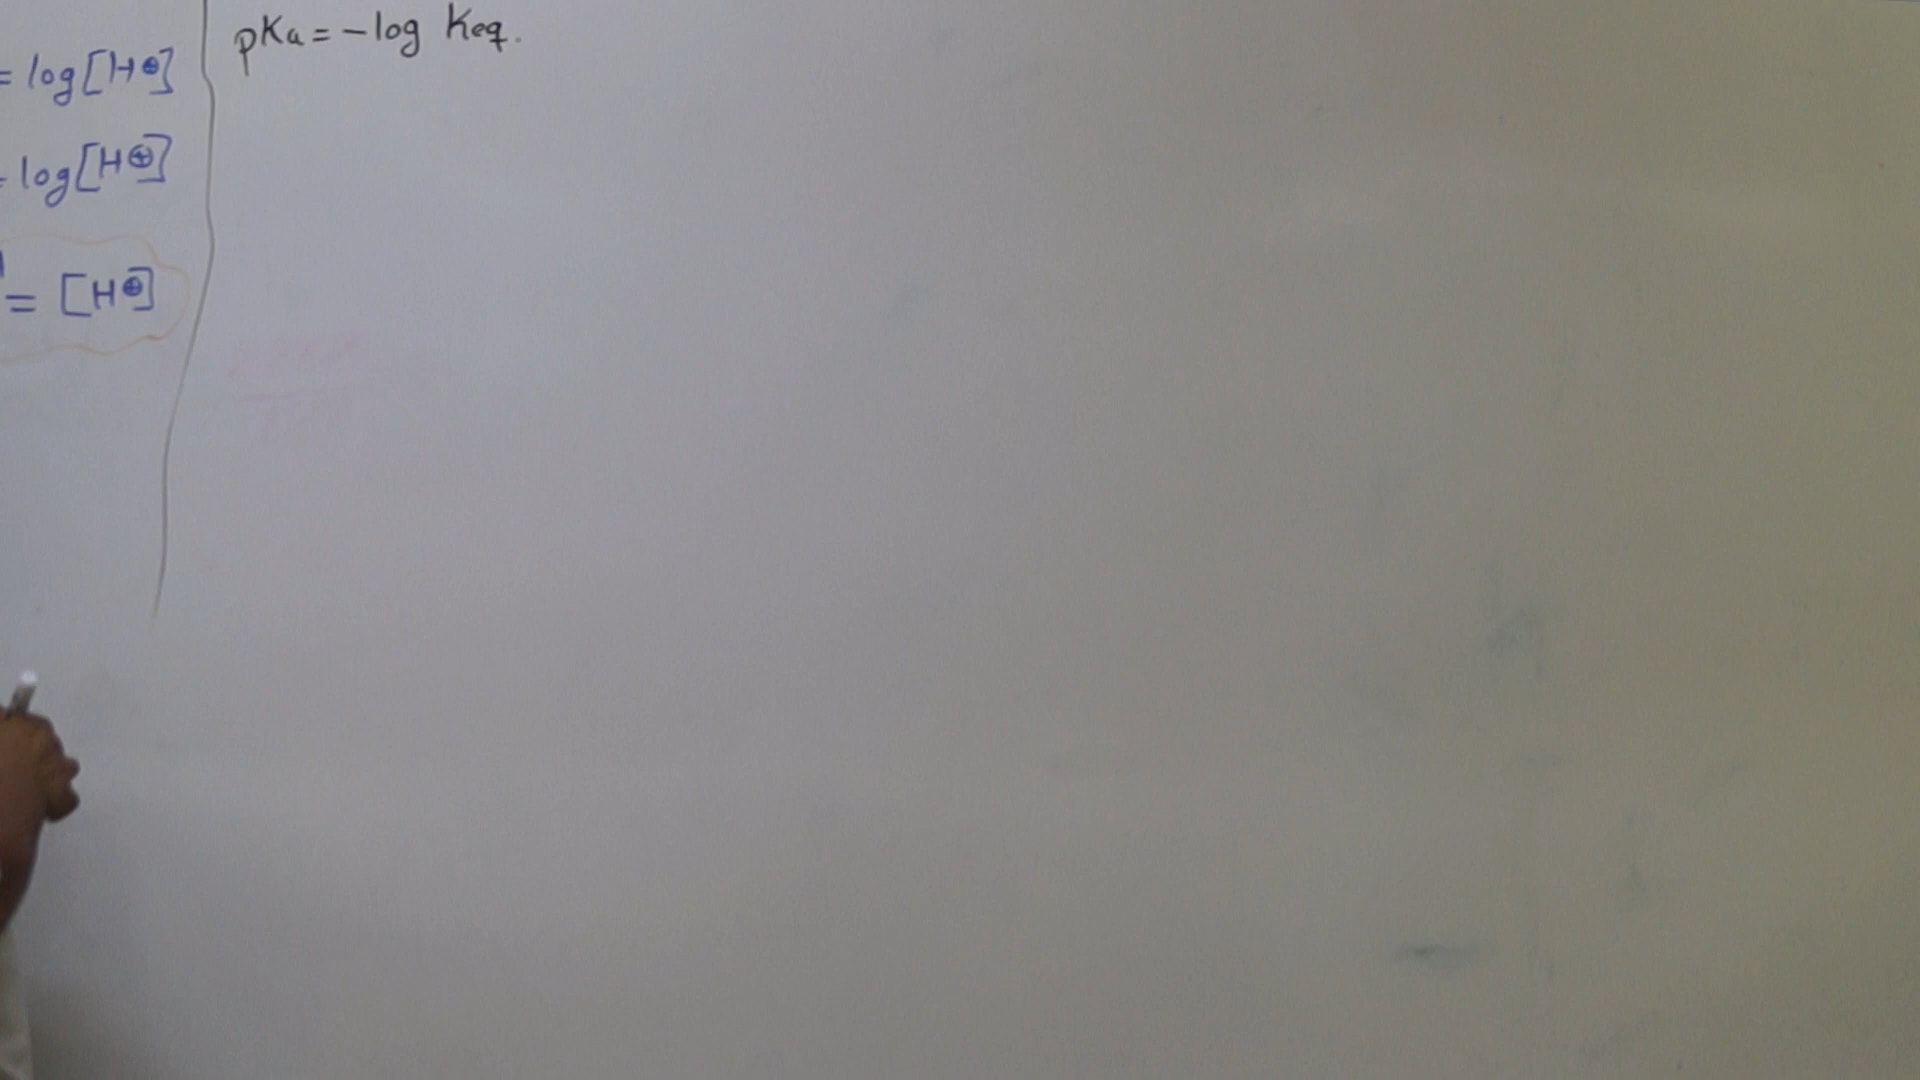 = log[H⊕]
- log[H⊕]
= [H⊕]
pKa = -log Keq.